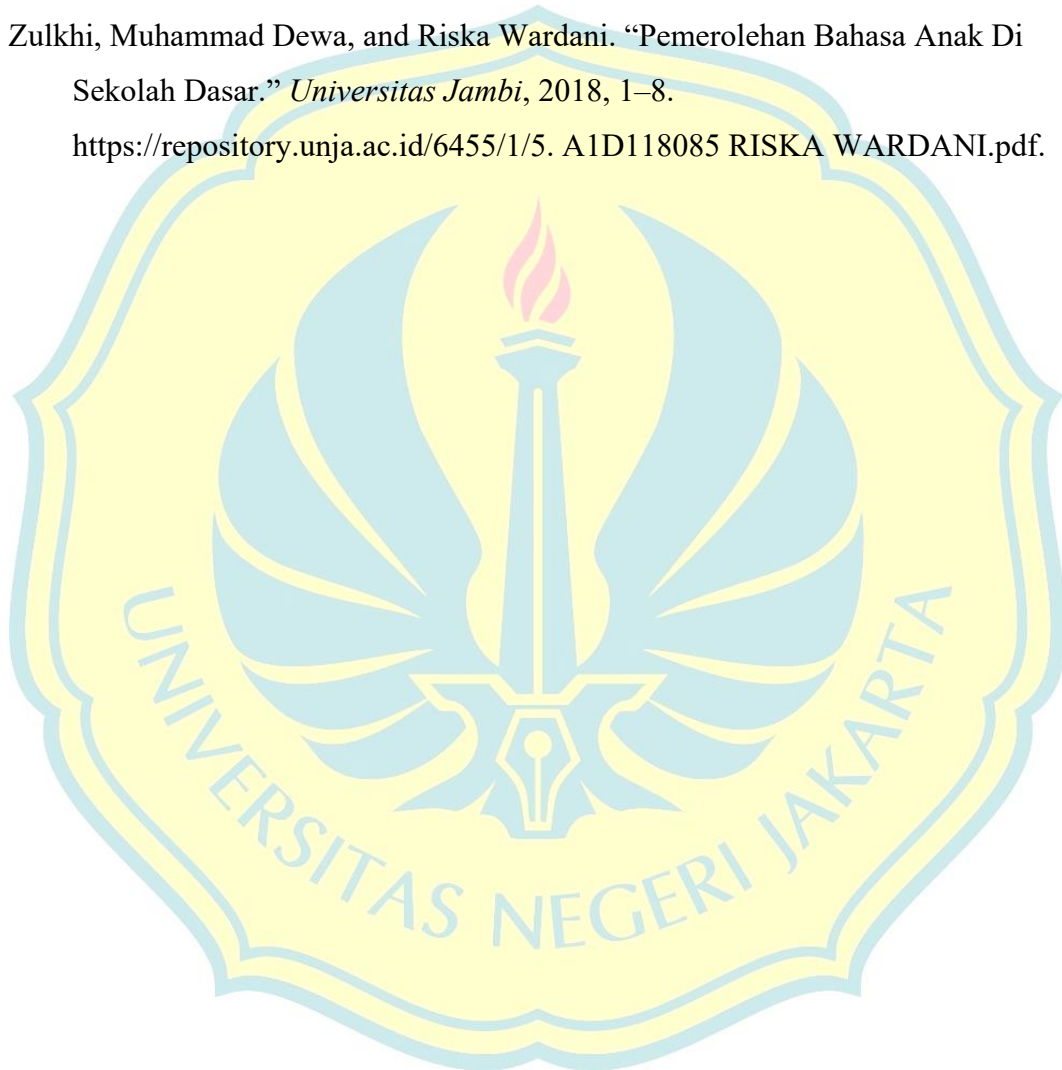 Zulkhi, Muhammad Dewa, and Riska Wardani. “Pemerolehan Bahasa Anak Di
Sekolah Dasar.” Universitas Jambi, 2018, 1–8.
https://repository.unja.ac.id/6455/1/5. A1D118085 RISKA WARDANI.pdf.
UNIVERSITAS NEGERI JAKARTA